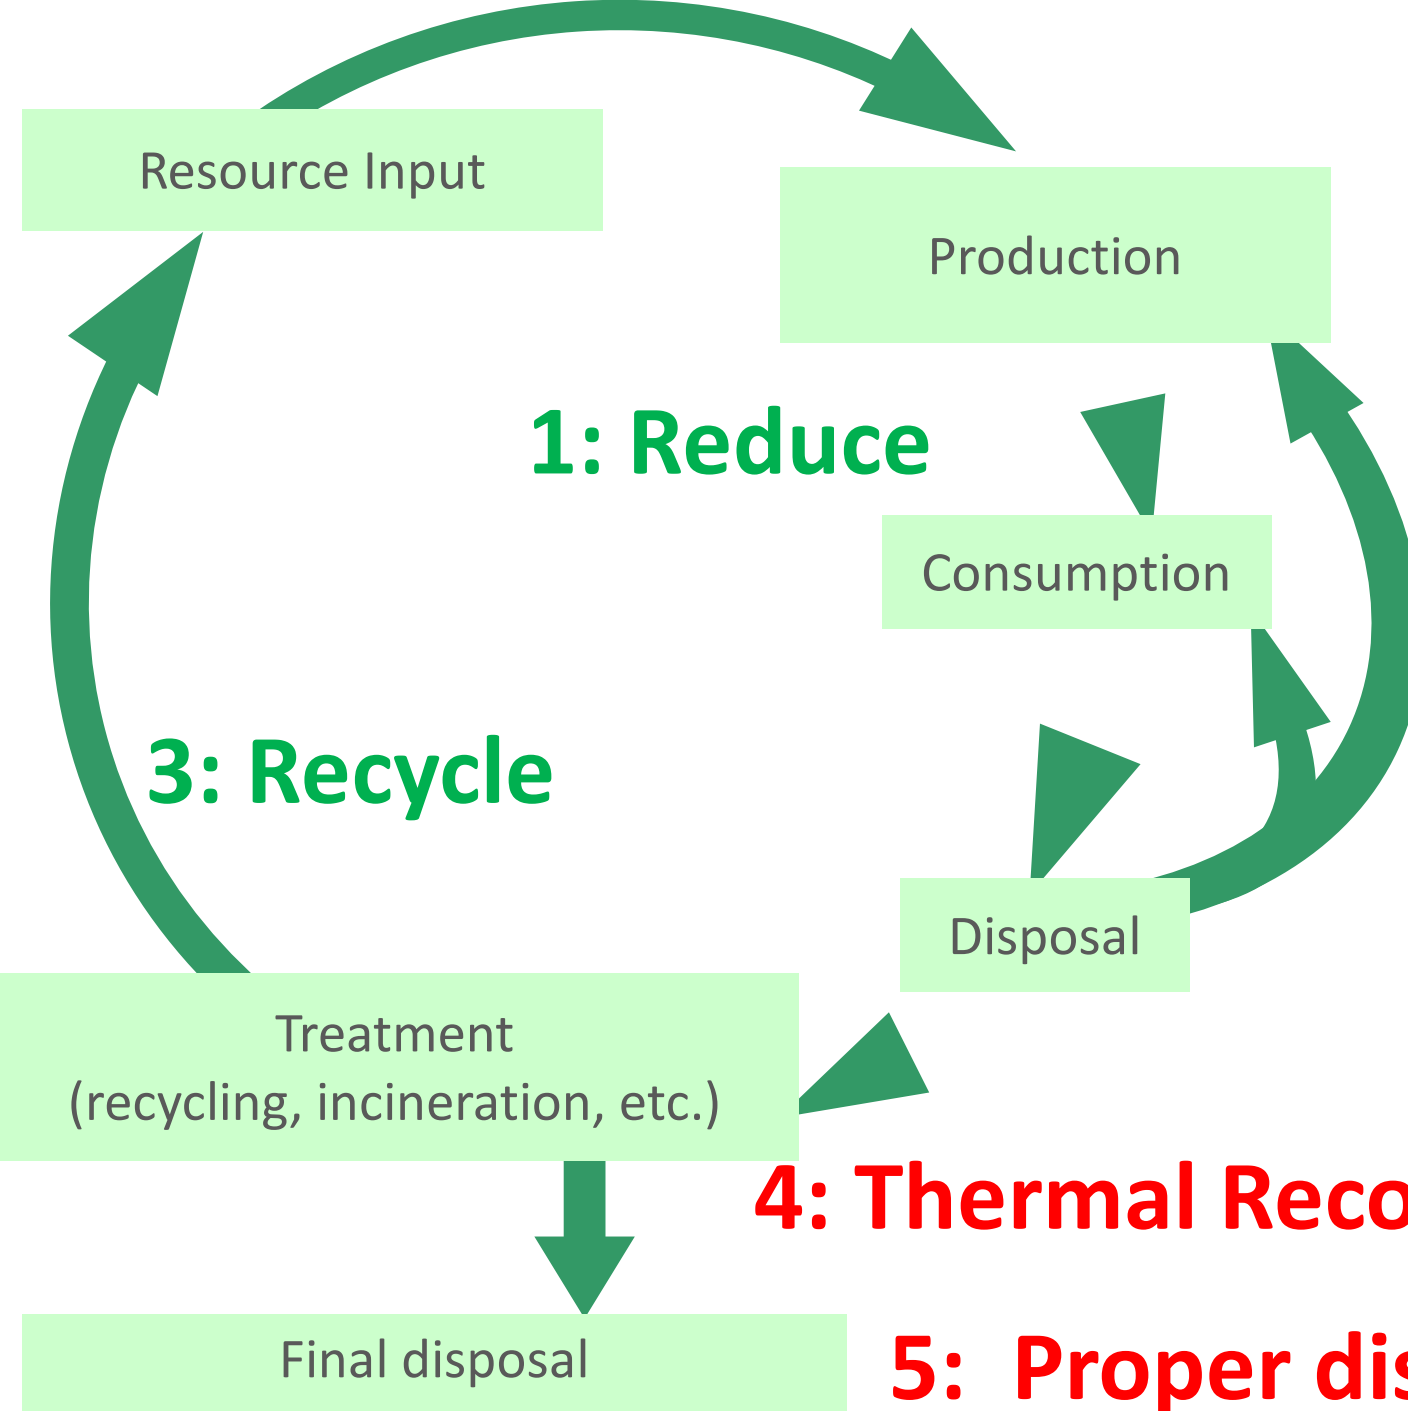 Resource Input
Production
1: Reduce
Consumption
3: Recycle
Disposal
Treatment
(recycling, incineration, etc.)
4: Thermal Reco
Final disposal
5: Proper dis